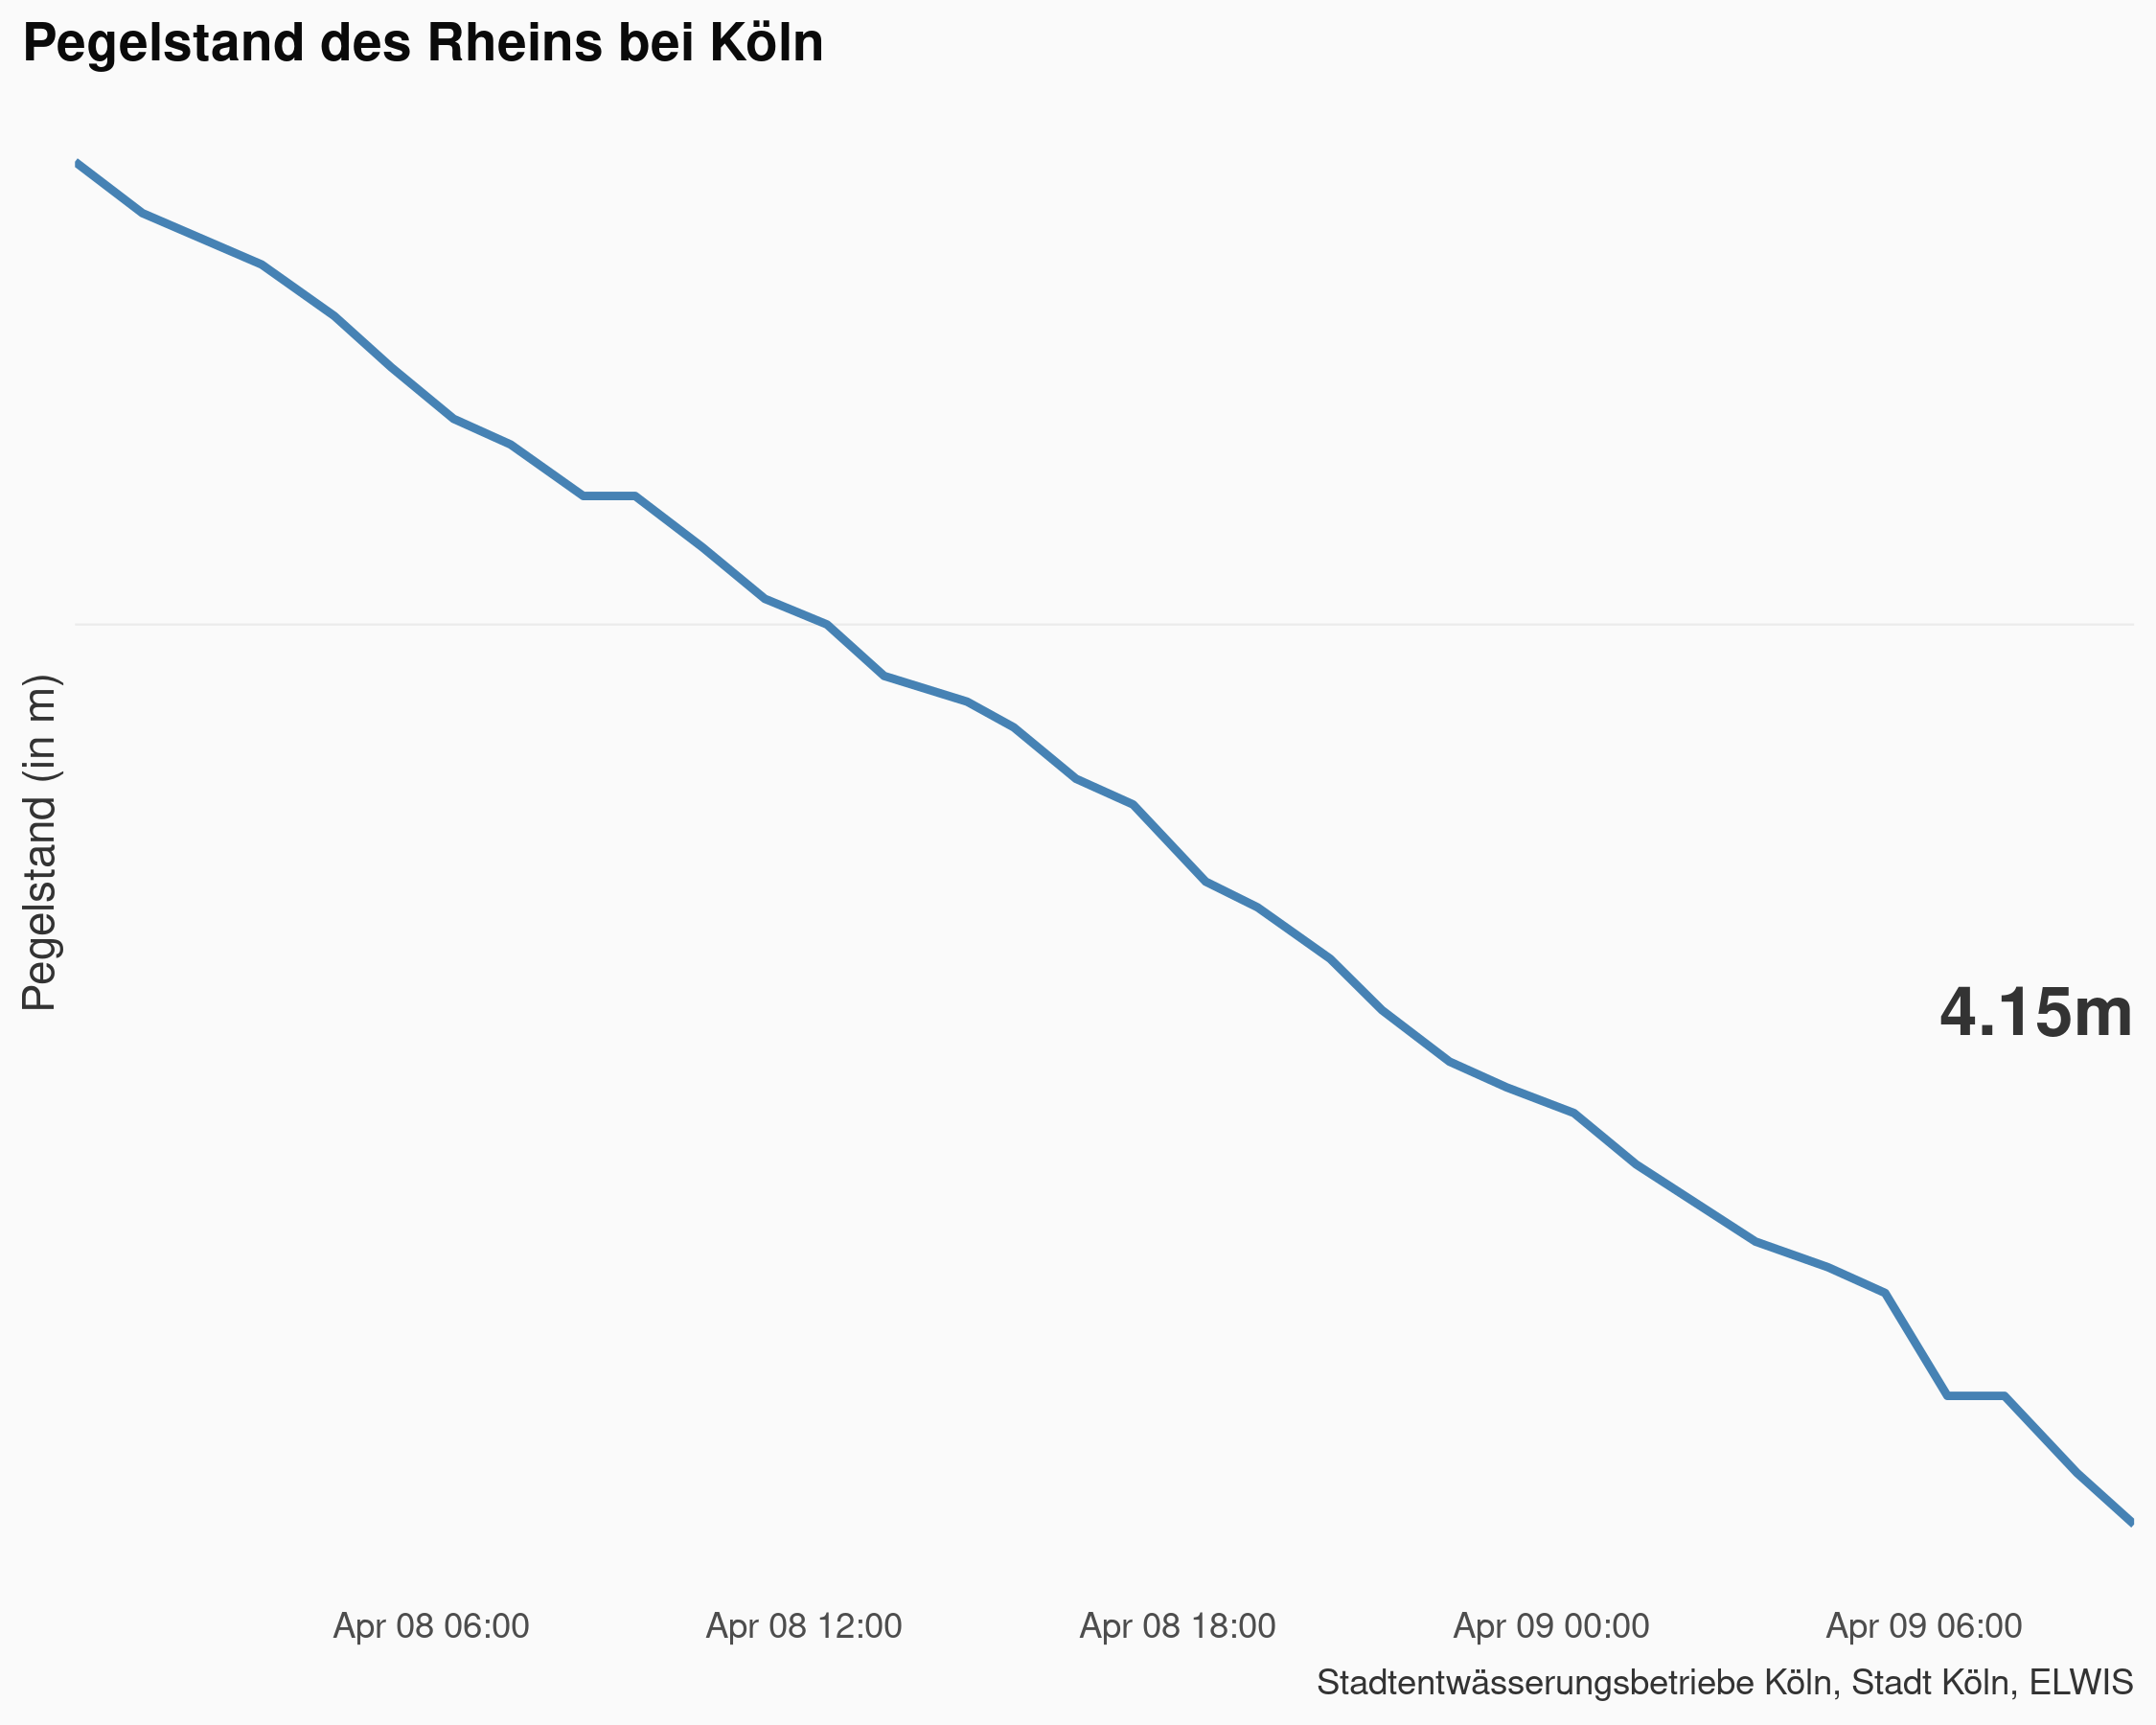 Pegelstand des Rheins bei Köln
Pegelstand (in m)
4.15m
Apr 08 06:00
Apr 08 12:00
Apr 08 18:00
Apr 09 00:00
Apr 09 06:00
Stadtentwässerungsbetriebe Köln, Stadt Köln, ELWIS